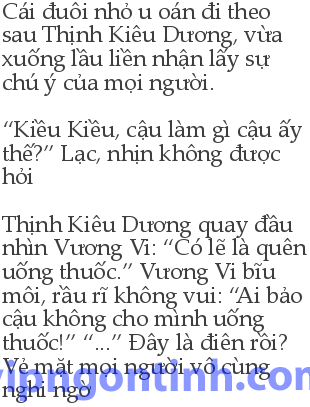 Cái đuôi nhỏ u oán đi theo
sau Thịnh Kiêu Dương, vừa
xuống lầu liền nhận lấy sự
chú ý của mọi người.
“Kiều Kiều, cậu làm gì cậu ấy
thế?” Lạc, nhịn không được
hỏi
Thịnh Kiêu Dương quay đầu
nhìn Vương Vi: “Có lẽ là quên
uống thuốc.” Vương Vi bĩu
môi, rầu rĩ không vui: “Ai bảo
cậu không cho mình uống
thuốc!” “...” Đây là điên rồi?
Vẻ mặt mọi người vô cùng
nghi ngờ
vipngontinh.com